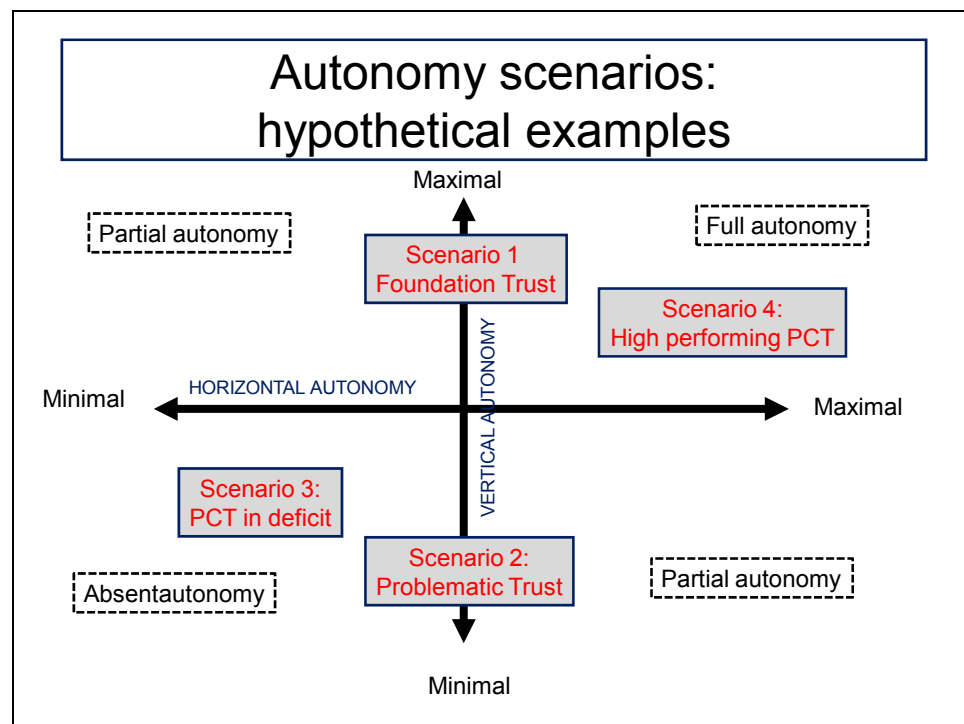 Autonomy scenarios:
hypothetical examples
Maximal
Partial autonomy
Full autonomy
Scenario 1
Foundation Trust
Scenario 4:
High performing PCT
HORIZONTAL AUTONOMY
Minimal
Maximal
VERTICAL AUTONOMY
Scenario 3:
PCT in deficit
Scenario 2:
Problematic Trust
Absentautonomy
Partial autonomy
Minimal